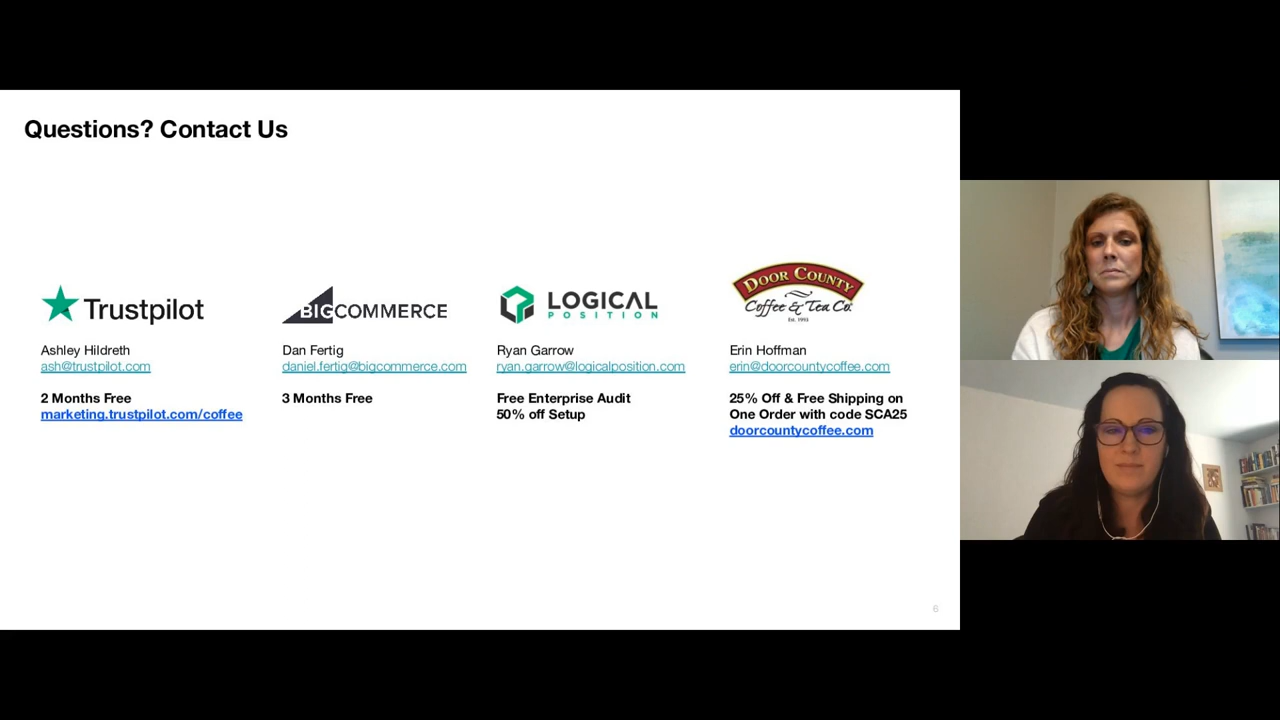 Questions? Contact Us
Trustpilot
Ashley Hildreth
ash@trustpilot.com
2 Months Free
marketing.trustpilot.com/coffee
BIGCOMMERCE
Dan Fertig
daniel.fertig@bigcommerce.com
3 Months Free
LOGICAL
POSITION
Ryan Garrow
ryan.garrow@logicalposition.com
Free Enterprise Audit
50% off Setup
DOOR COUNTY
Coffee & Tea Co.
Est. 1993
Erin Hoffman
erin@doorcountycoffee.com
25% Off & Free Shipping on
One Order with code SCA25
doorcountycoffee.com
6